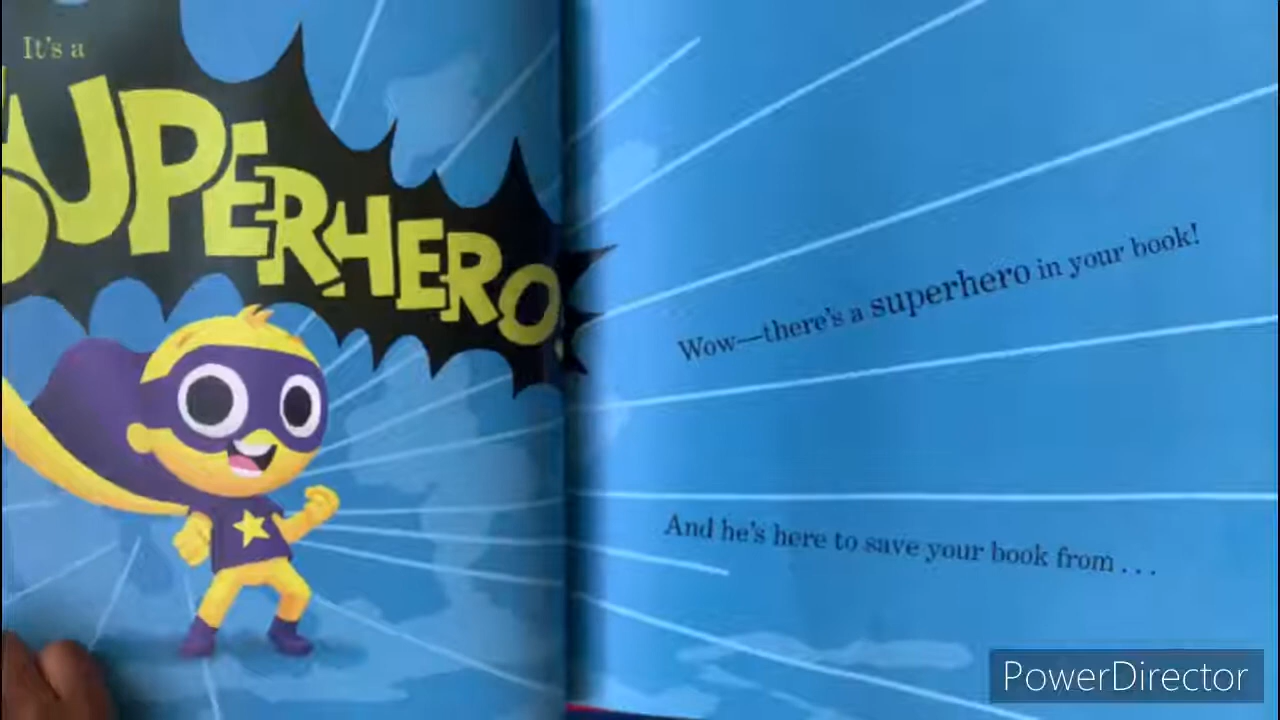 It's a
SUPERHERO!
Wow—there's a superhero in your book!
And he's here to save your book from . . .
PowerDirector